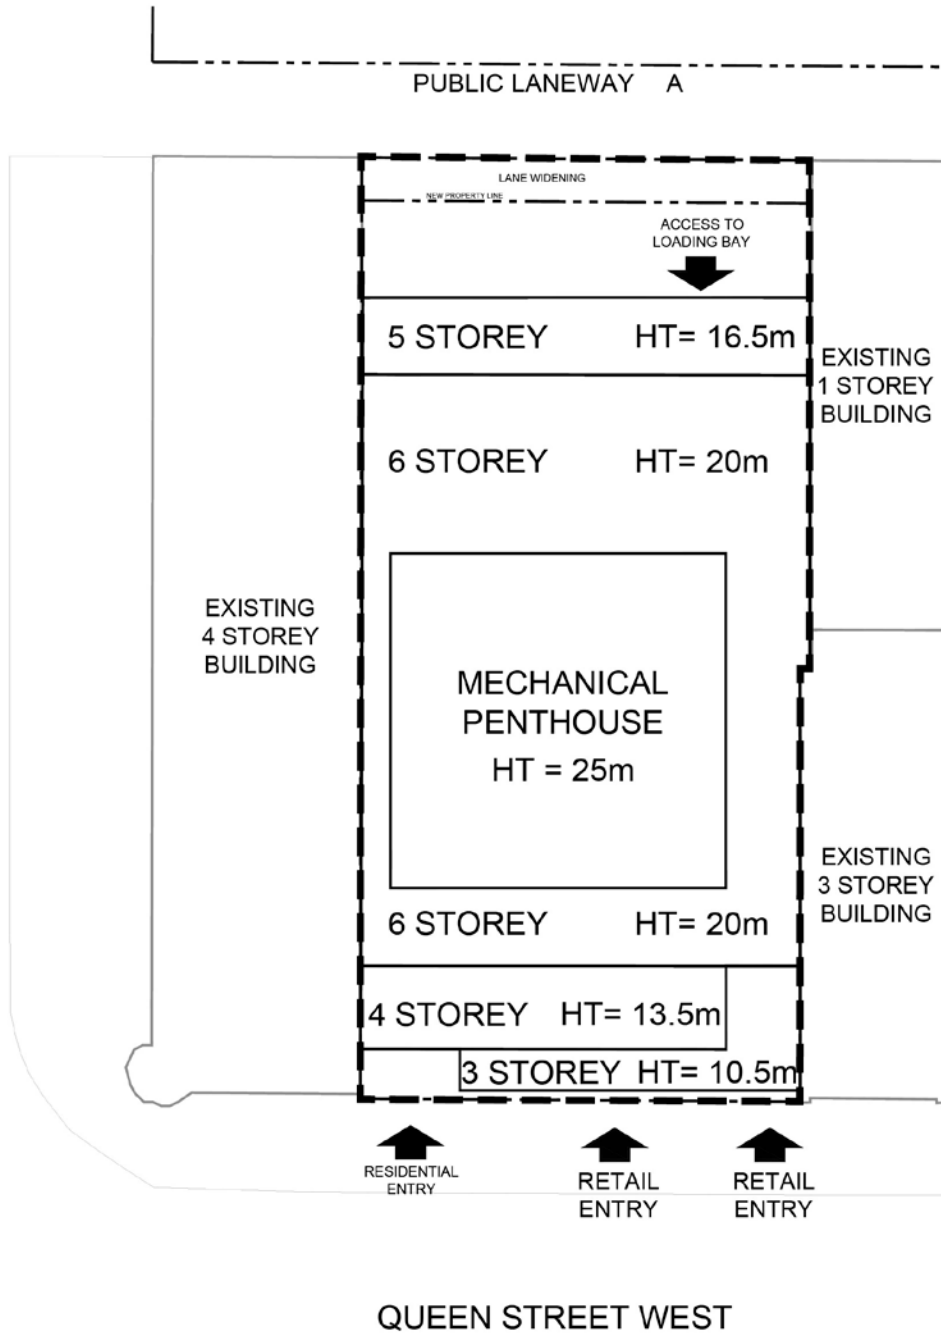 PUBLIC LANEWAY A
LANE WIDENING
NEW PROPERTY LINE
ACCESS TO
LOADING BAY
5 STOREY HT= 16.5m
EXISTING
1 STOREY
BUILDING
6 STOREY HT= 20m
EXISTING
4 STOREY
BUILDING
MECHANICAL
PENTHOUSE
HT = 25m
EXISTING
3 STOREY
BUILDING
6 STOREY HT= 20m
4 STOREY HT= 13.5m
3 STOREY HT= 10.5m
RESIDENTIAL
ENTRY
RETAIL
ENTRY
RETAIL
ENTRY
QUEEN STREET WEST